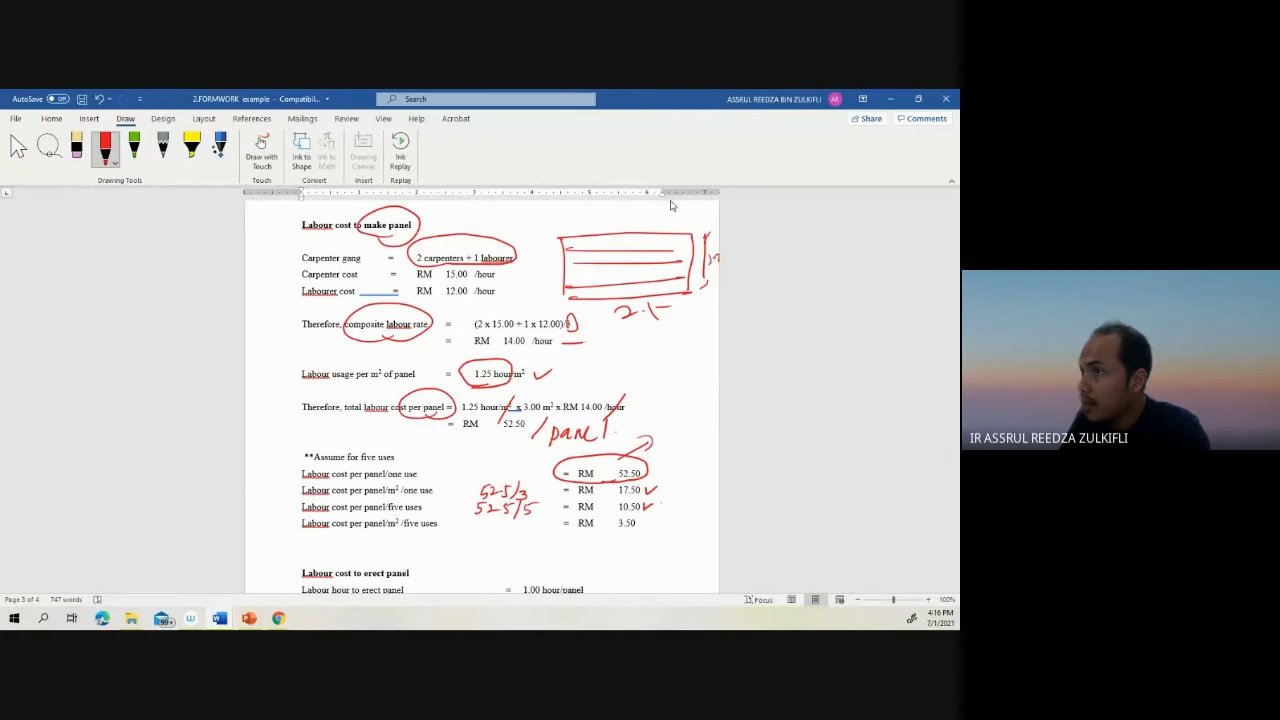 AutoSave Off 2.FORMWORK example - Compatibil... Search ASSRUL REEDZA BIN ZULKIFLI AR
File Home Insert Draw Design Layout References Mailings Review View Help Acrobat Share Comments
Draw with Touch Ink to Shape Ink to Math Drawing Canvas Ink Replay
Drawing Tools Touch Convert Insert Replay
1 2 3 4 5 6 7
Labour cost to make panel
Carpenter gang = 2 carpenters + 1 labourer
Carpenter cost = RM 15.00 /hour
Labourer cost = RM 12.00 /hour
2.5
Therefore, composite labour rate = (2 x 15.00 + 1 x 12.00)/3
= RM 14.00 /hour
Labour usage per m² of panel = 1.25 hour/m²
Therefore, total labour cost per panel = 1.25 hour/m² x 3.00 m² x RM 14.00 /hour
= RM 52.50
/panel.
**Assume for five uses
Labour cost per panel/one use = RM 52.50
Labour cost per panel/m² /one use 52.5/3 = RM 17.50
Labour cost per panel/five uses 52.5/5 = RM 10.50
Labour cost per panel/m² /five uses = RM 3.50
Labour cost to erect panel
Labour hour to erect panel = 1.00 hour/panel
IR ASSRUL REEDZA ZULKIFLI
Page 3 of 4 747 words Focus 100%
99+ 4:16 PM
7/1/2021